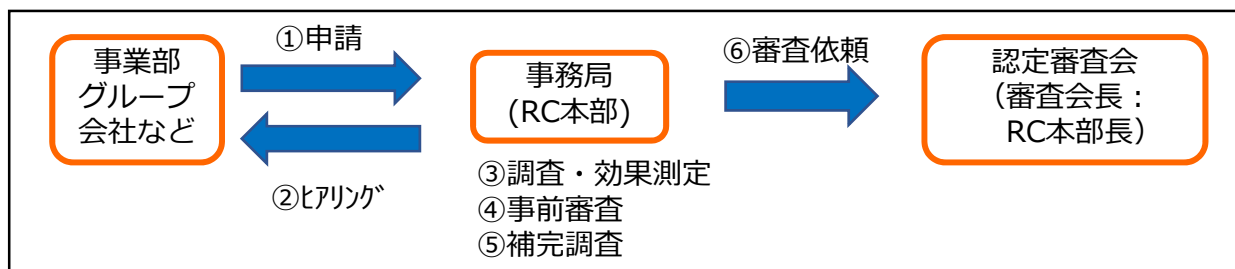 事業部
グループ
会社など
①申請
②ﾋｱﾘﾝｸﾞ
事務局
(RC本部)
③調査・効果測定
④事前審査
⑤補完調査
⑥審査依頼
認定審査会
（審査会長：
RC本部長）